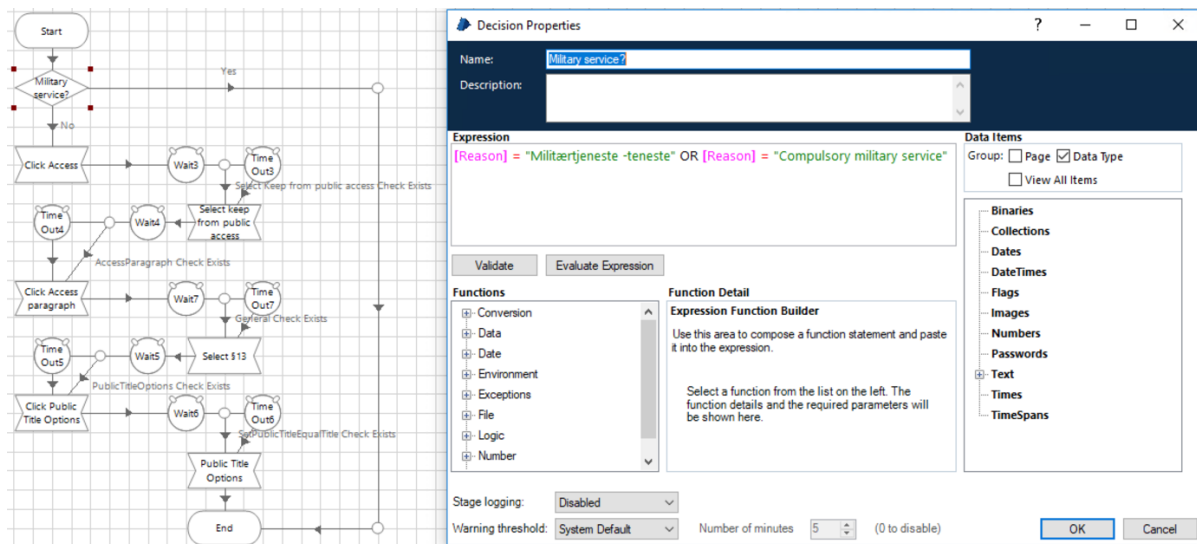 Start
Military
service?
Yes
No
Click Access
Wait3
Time
Out3
Select Keep from public access Check Exists
Time
Out4
Wait4
Select keep
from public
access
AccessParagraph Check Exists
Click Access
paragraph
Wait7
Time
Out7
General Check Exists
Time
Out5
Wait5
Select §13
PublicTitleOptions Check Exists
Click Public
Title Options
Wait6
Time
Out6
SetPublicTitleEqualTitle Check Exists
Public Title
Options
End
Decision Properties
Name: Military service?
Description:
Expression
[Reason] = "Militærtjeneste -teneste" OR [Reason] = "Compulsory military service"
Validate Evaluate Expression
Functions
Conversion
Data
Date
Environment
Exceptions
File
Logic
Number
Function Detail
Expression Function Builder
Use this area to compose a function statement and paste
it into the expression.
Select a function from the list on the left. The
function details and the required parameters will
be shown here.
Data Items
Group: Page Data Type
View All Items
Binaries
Collections
Dates
DateTimes
Flags
Images
Numbers
Passwords
Text
Times
TimeSpans
Stage logging: Disabled
Warning threshold: System Default Number of minutes 5 (0 to disable)
OK Cancel